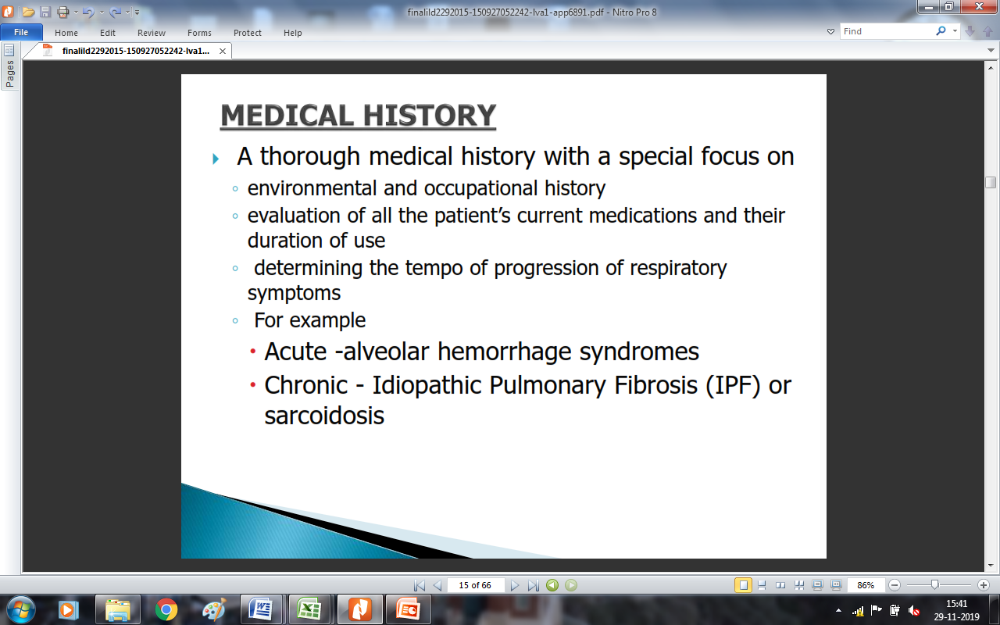 finalild2292015-150927052242-lva1-app6891.pdf - Nitro Pro 8
File Home Edit Review Forms Protect Help Find
finalild2292015-150927052242-lva1...
Pages
MEDICAL HISTORY
A thorough medical history with a special focus on
environmental and occupational history
evaluation of all the patient’s current medications and their
duration of use
determining the tempo of progression of respiratory
symptoms
For example
Acute -alveolar hemorrhage syndromes
Chronic - Idiopathic Pulmonary Fibrosis (IPF) or
sarcoidosis
15 of 66 86%
15:41
29-11-2019